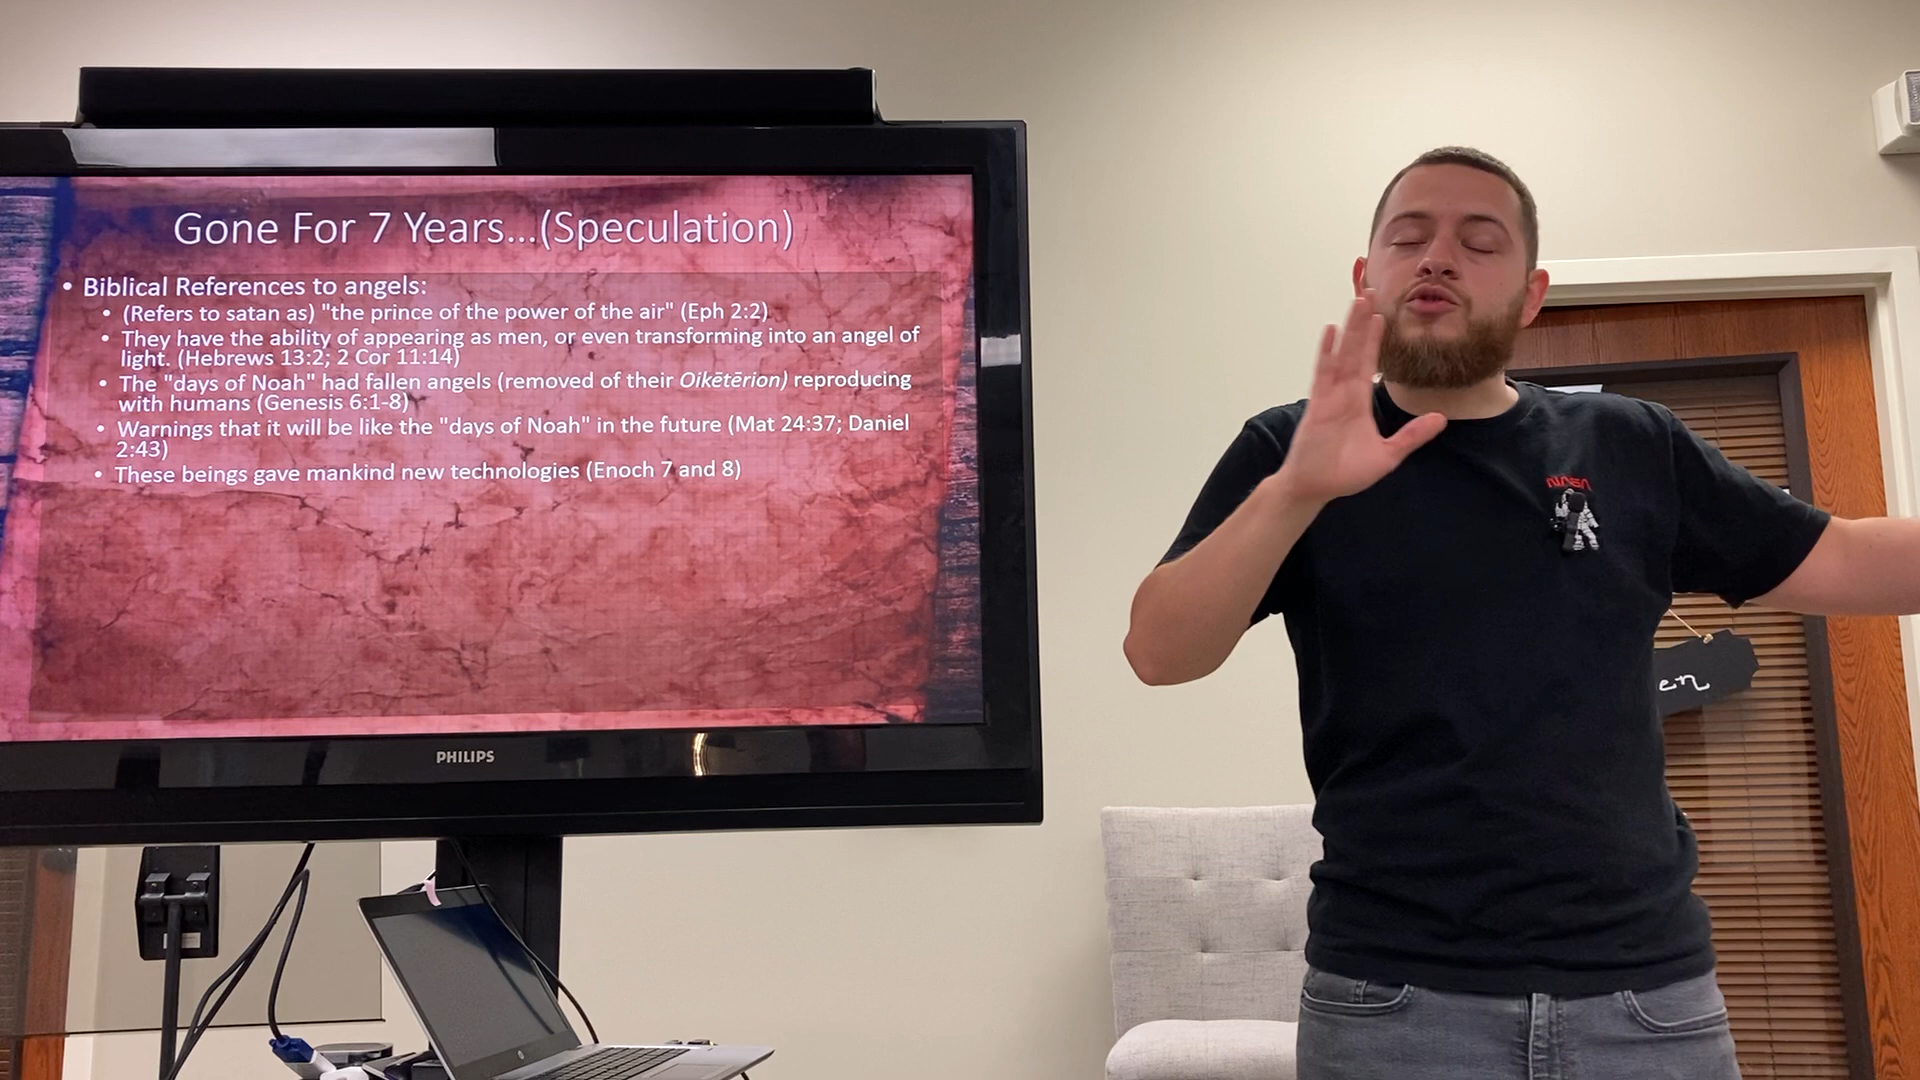 Gone For 7 Years...(Speculation)
• Biblical References to angels:
• (Refers to satan as) "the prince of the power of the air" (Eph 2:2)
• They have the ability of appearing as men, or even transforming into an angel of
light. (Hebrews 13:2; 2 Cor 11:14)
• The "days of Noah" had fallen angels (removed of their Oikētērion) reproducing
with humans (Genesis 6:1-8)
• Warnings that it will be like the "days of Noah" in the future (Mat 24:37; Daniel
2:43)
• These beings gave mankind new technologies (Enoch 7 and 8)
PHILIPS
NASA
en